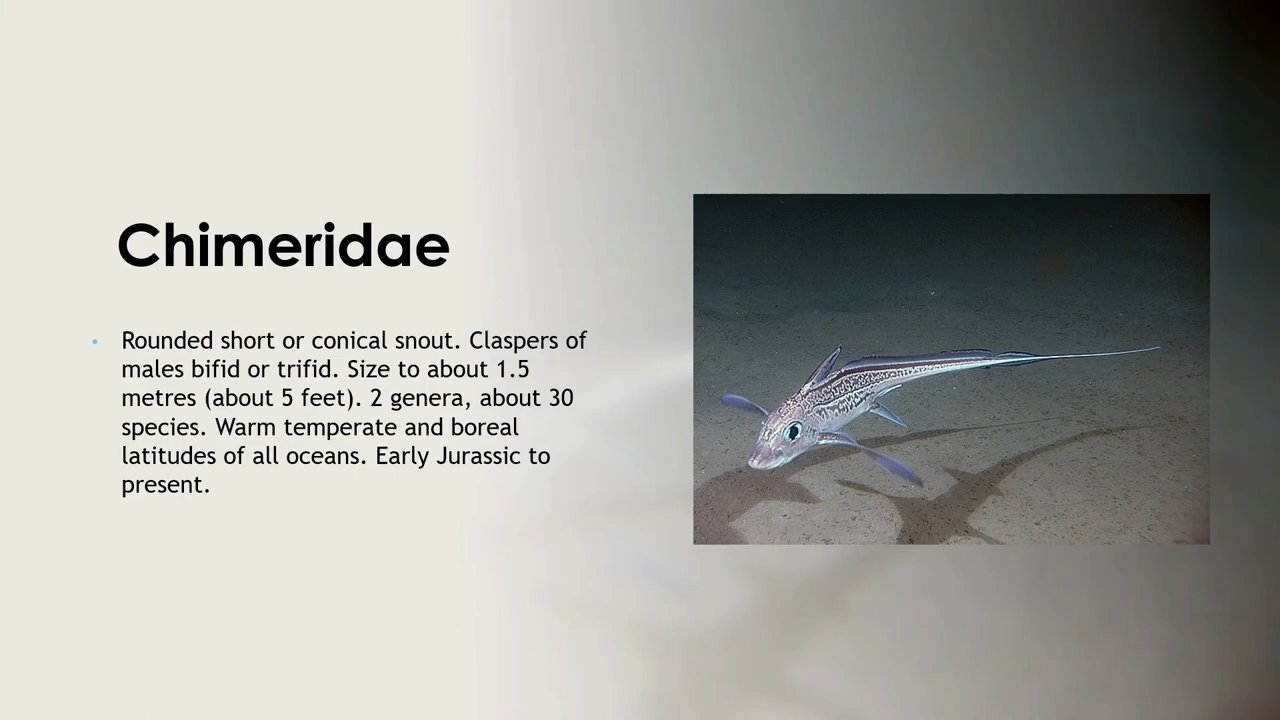 Chimeridae
• Rounded short or conical snout. Claspers of
males bifid or trifid. Size to about 1.5
metres (about 5 feet). 2 genera, about 30
species. Warm temperate and boreal
latitudes of all oceans. Early Jurassic to
present.